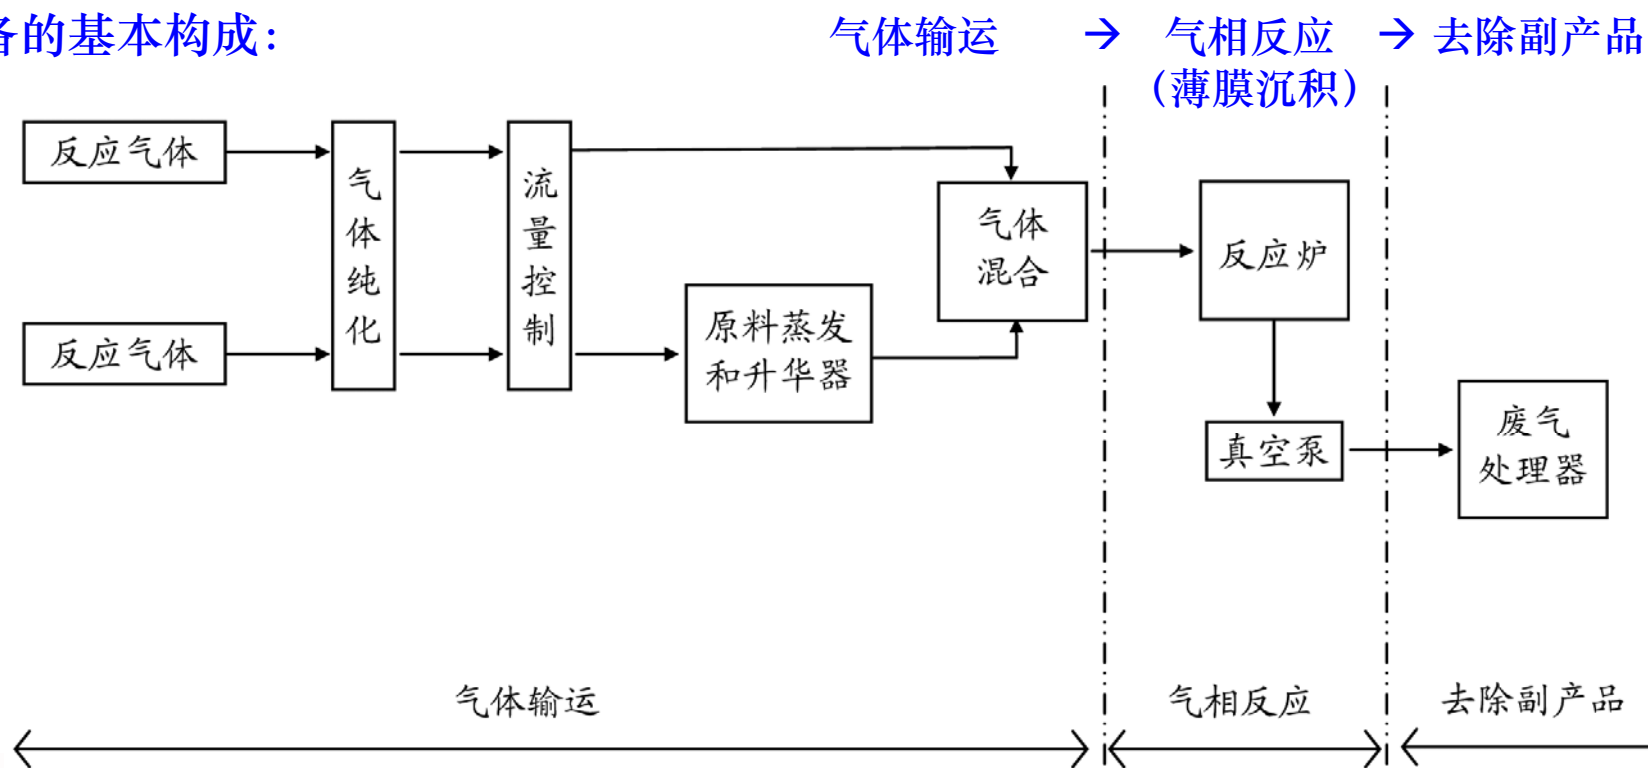 备的基本构成：
气体输运 → 气相反应 → 去除副产品
（薄膜沉积）
反应气体
反应气体
气体纯化
流量控制
原料蒸发
和升华器
气体
混合
反应炉
真空泵
废气
处理器
气体输运
气相反应
去除副产品